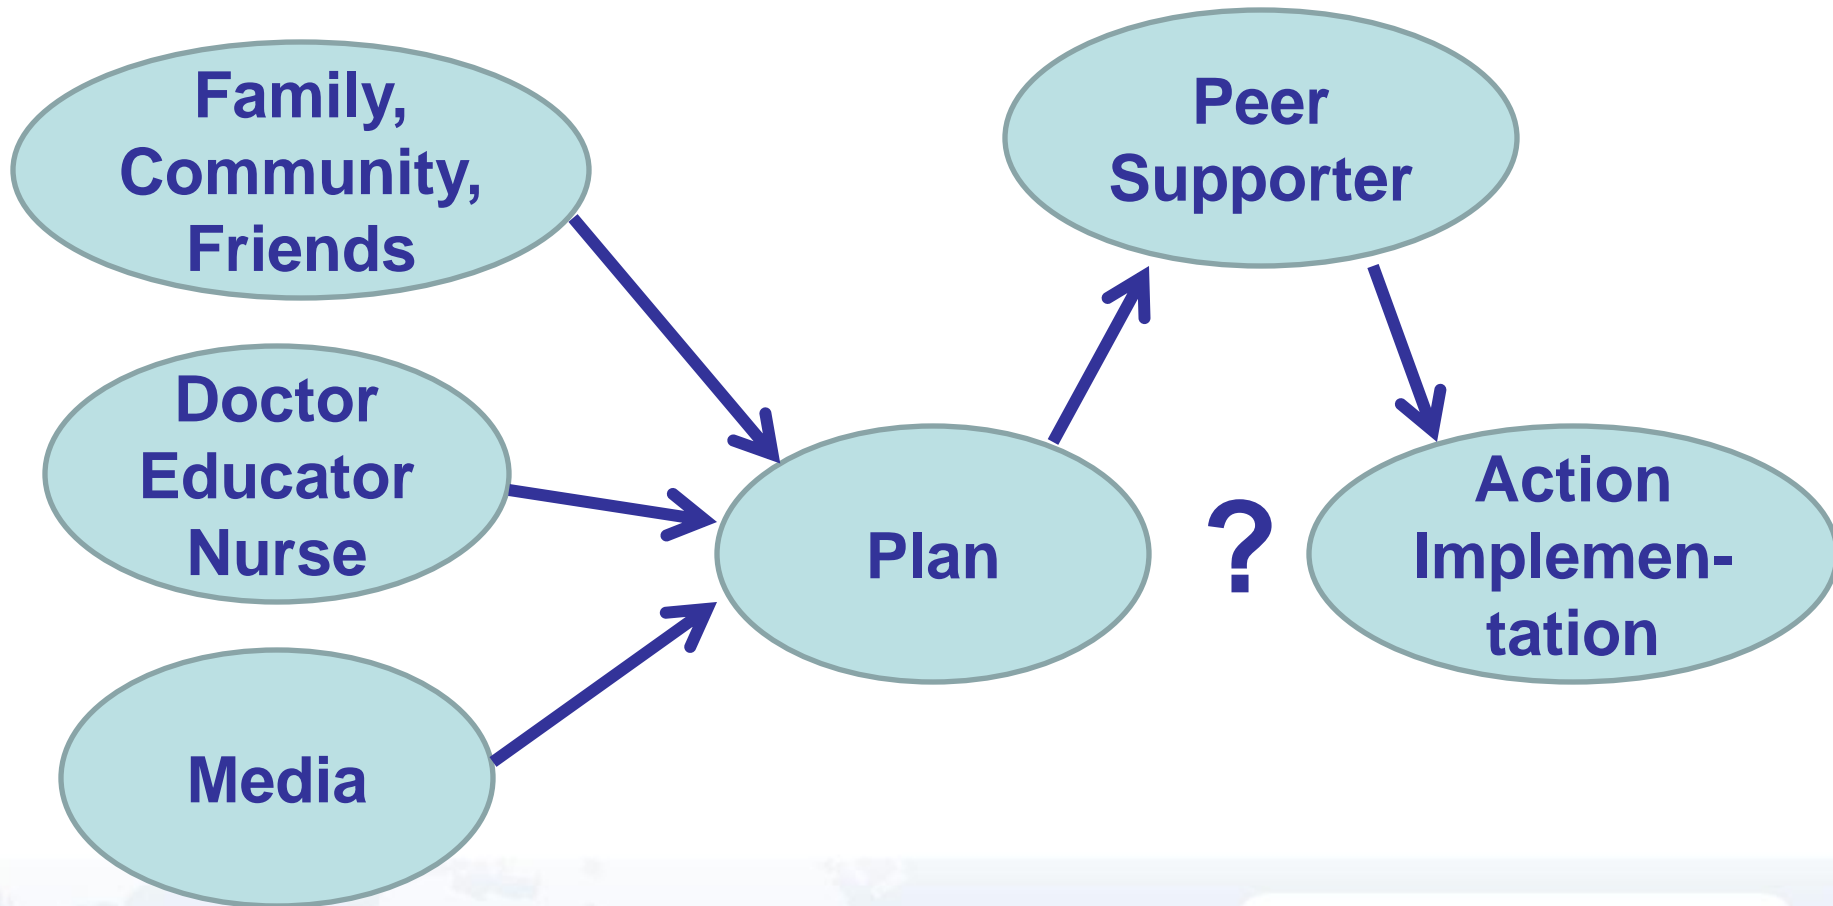 Family,
Community,
Friends
Doctor
Educator
Nurse
Media
Plan
Peer
Supporter
?
Action
Implemen-
tation